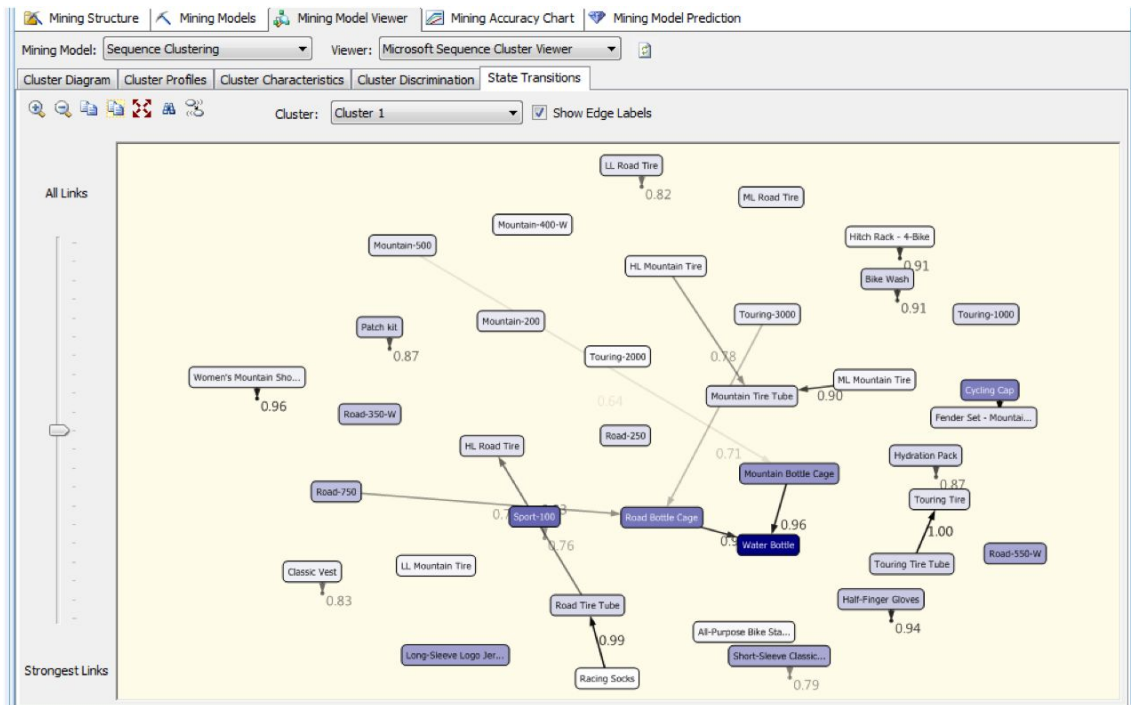 Mining Structure Mining Models Mining Model Viewer Mining Accuracy Chart Mining Model Prediction
Mining Model: Sequence Clustering Viewer: Microsoft Sequence Cluster Viewer
Cluster Diagram Cluster Profiles Cluster Characteristics Cluster Discrimination State Transitions
Cluster: Cluster 1 Show Edge Labels
All Links
LL Road Tire
0.82
ML Road Tire
Mountain-400-W
Hitch Rack - 4-Bike
0.91
Mountain-500
HL Mountain Tire
Bike Wash
0.91
Touring-3000
Touring-1000
Mountain-200
Patch kit
0.87
Touring-2000
0.78
Women's Mountain Sho...
0.96
ML Mountain Tire
0.90
Mountain Tire Tube
Cycling Cap
0.64
Road-350-W
Fender Set - Mountai...
Road-250
HL Road Tire
0.71
Hydration Pack
0.87
Mountain Bottle Cage
Road-750
Touring Tire
Sport-100
0.76
Road Bottle Cage
0.96
1.00
Water Bottle
Road-550-W
LL Mountain Tire
Touring Tire Tube
Classic Vest
0.83
Road Tire Tube
0.99
Half-Finger Gloves
0.94
All-Purpose Bike Sta...
Long-Sleeve Logo Jer...
Short-Sleeve Classic...
0.79
Racing Socks
Strongest Links